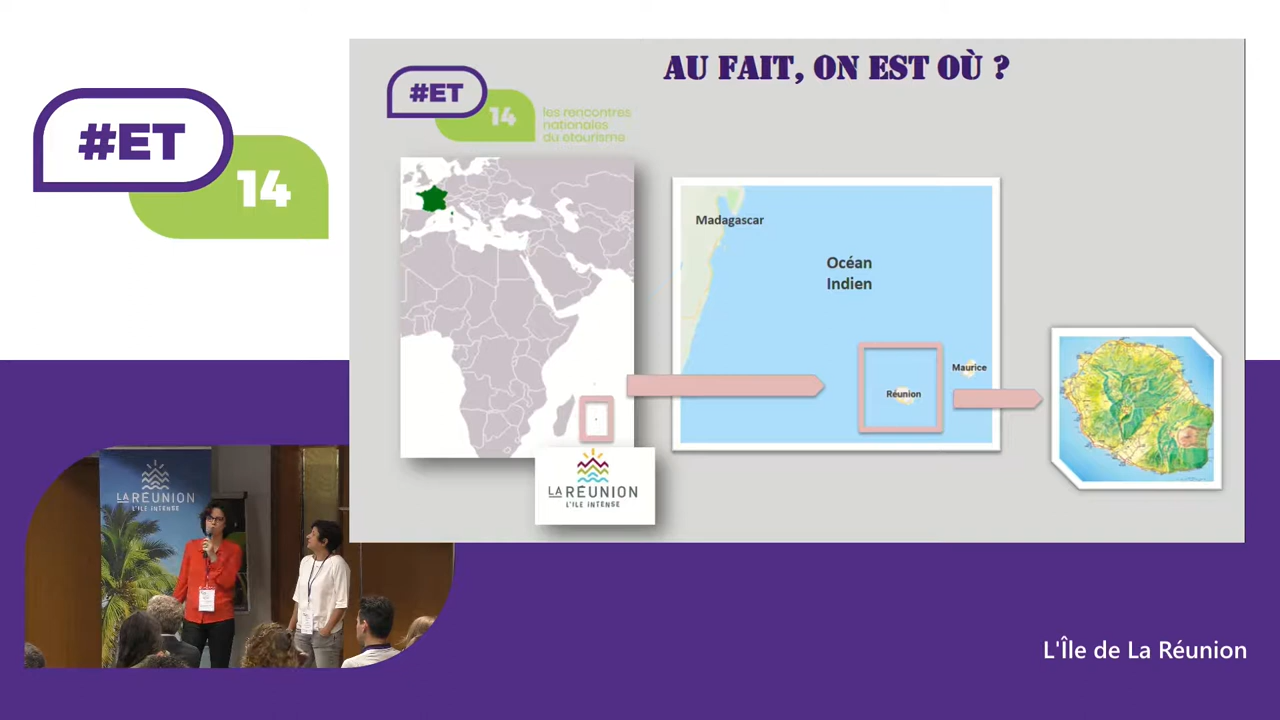 #ET
14
AU FAIT, ON EST OÙ ?
#ET
14
les rencontres
nationales
du etourisme
Madagascar
Océan
Indien
Maurice
Réunion
LA RÉUNION
L'ÎLE INTENSE
LA RÉUNION
L'ÎLE INTENSE
L'Île de La Réunion